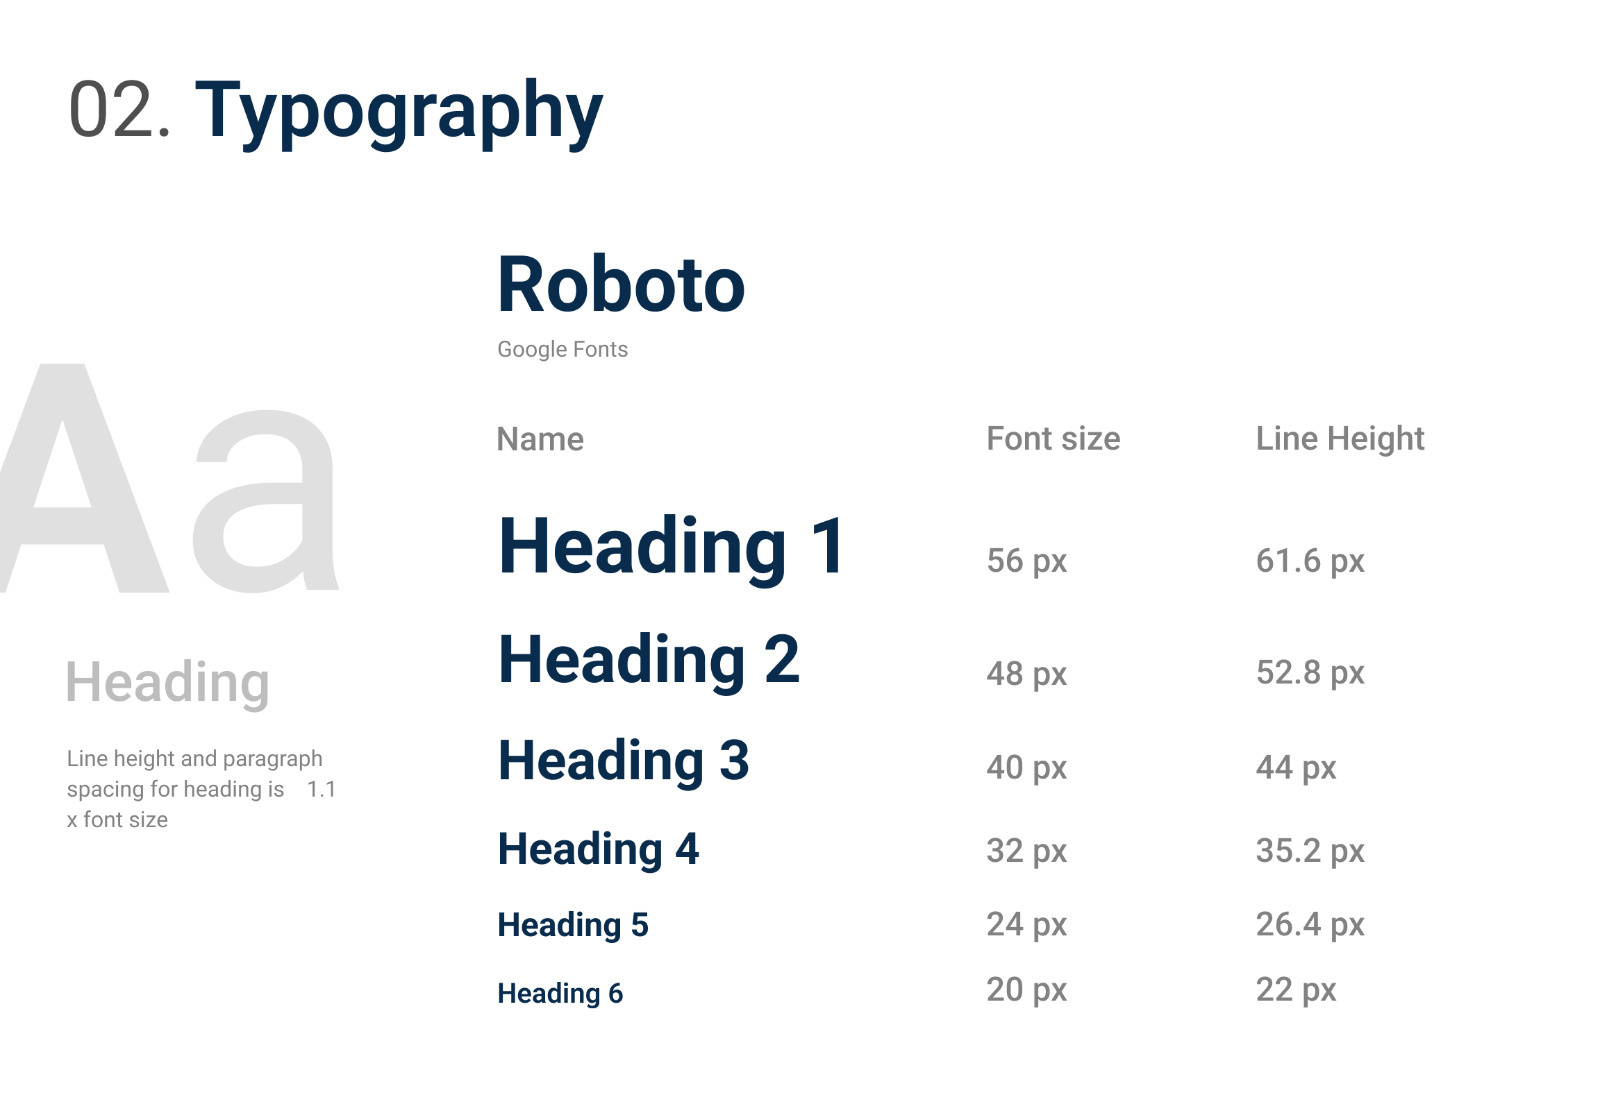 02. Typography
Roboto
Google Fonts
Aa
Heading
Line height and paragraph
spacing for heading is 1.1
x font size
Name Font size Line Height
Heading 1 56 px 61.6 px
Heading 2 48 px 52.8 px
Heading 3 40 px 44 px
Heading 4 32 px 35.2 px
Heading 5 24 px 26.4 px
Heading 6 20 px 22 px